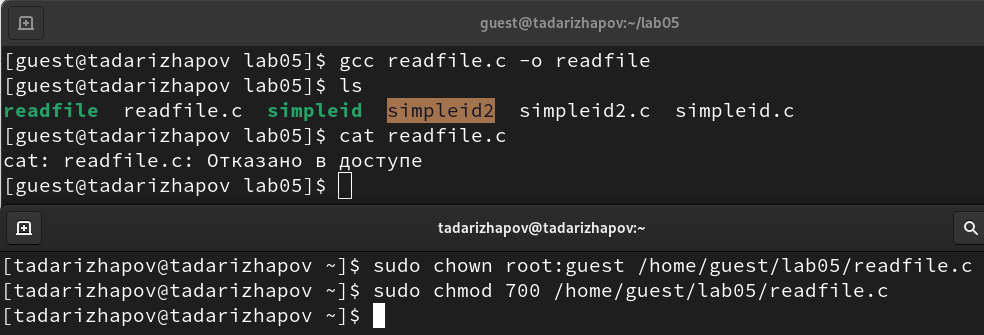 guest@tadarizhapov:~/lab05
[guest@tadarizhapov lab05]$ gcc readfile.c -o readfile
[guest@tadarizhapov lab05]$ ls
readfile  readfile.c  simpleid  simpleid2  simpleid2.c  simpleid.c
[guest@tadarizhapov lab05]$ cat readfile.c
cat: readfile.c: Отказано в доступе
[guest@tadarizhapov lab05]$
tadarizhapov@tadarizhapov:~
[tadarizhapov@tadarizhapov ~]$ sudo chown root:guest /home/guest/lab05/readfile.c
[tadarizhapov@tadarizhapov ~]$ sudo chmod 700 /home/guest/lab05/readfile.c
[tadarizhapov@tadarizhapov ~]$